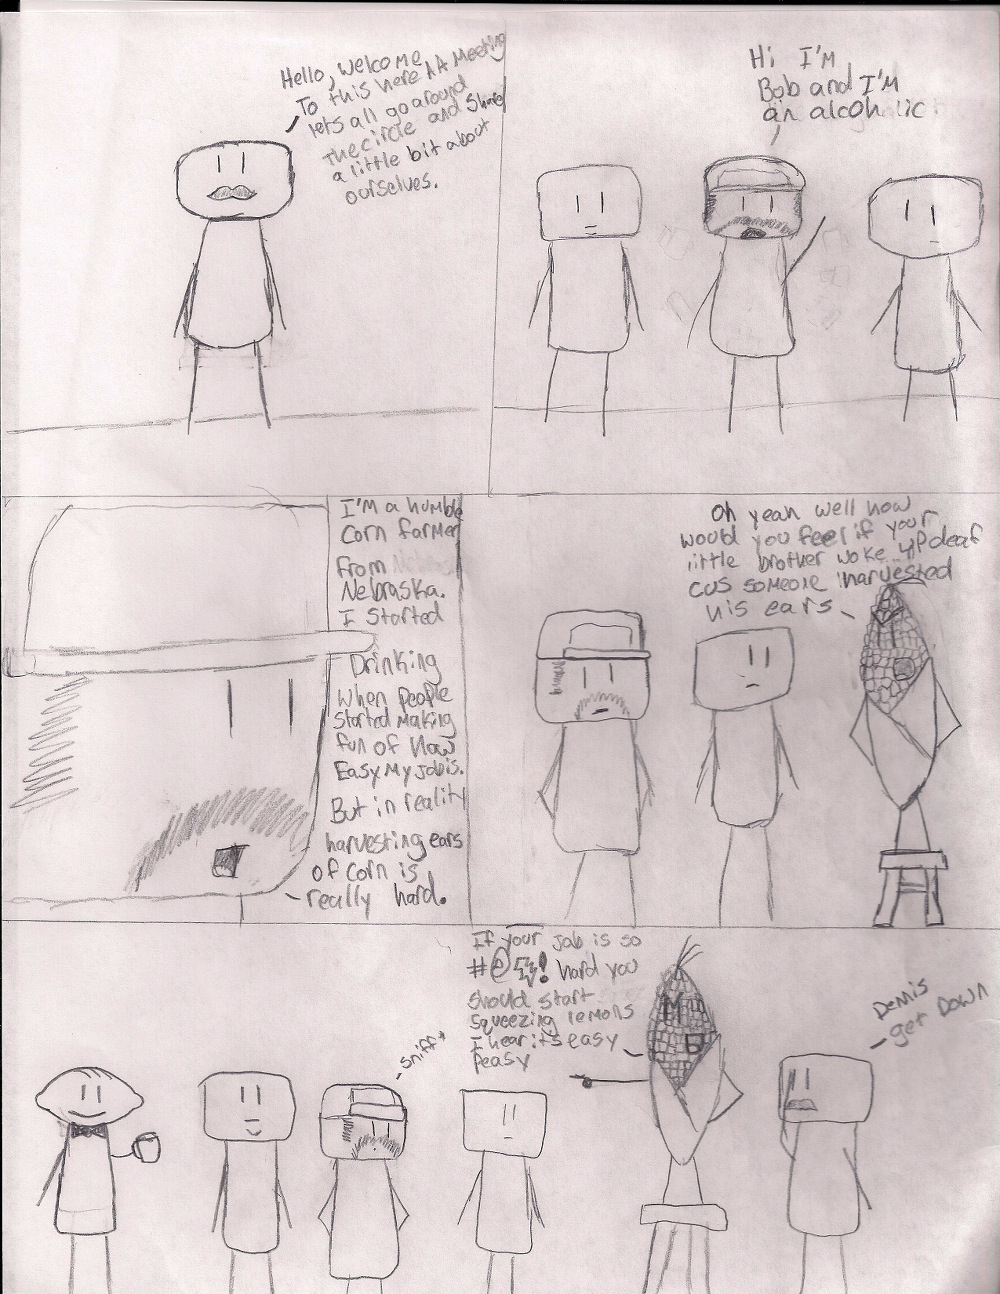 Hello, Welcome
To this here AA Meeting
lets all go around
the circle and share
a little bit about
ourselves.
Hi I'm
Bob and I'm
an alcoholic
I'm a humble
corn farmer
From
Nebraska.
I started
Drinking
when people
started making
fun of how
Easy My job is.
But in reality
harvesting ears
of corn is
really hard.
Oh yeah well how
would you feel if your
little brother woke up deaf
cus someone harvested
his ears
If your job is so
#@!  hard you
should start
squeezing lemons
I hear its easy
peasy
sniff*
Dennis
get Down